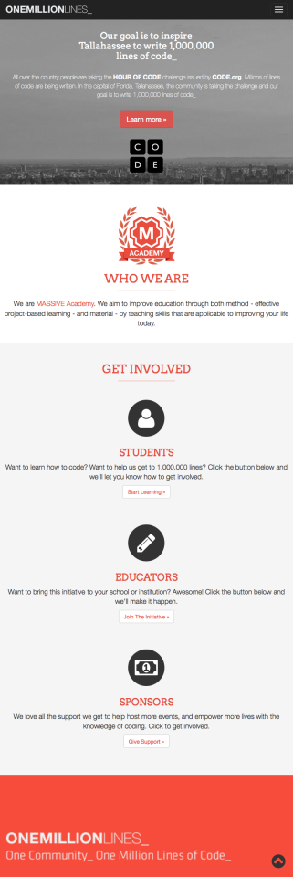 ONEMILLIONLINES_
Our goal is to inspire
Tallahassee to write 1,000,000
lines of code_
All over the country people are taking the HOUR OF CODE challenge issued by CODE.org. Millions of lines
of code are being written. In the capital of Florida, Tallahassee, the community is taking the challenge and our
goal is to write 1,000,000 lines of code_
Learn more »
C O
D E
M
ACADEMY
WHO WE ARE
We are MASSIVE Academy. We aim to improve education through both method - effective
project-based learning - and material - by teaching skills that are applicable to improving your life
today.
GET INVOLVED
STUDENTS
Want to learn how to code? Want to help us get to 1,000,000 lines? Click the button below and
we'll let you know how to get involved.
Start Learning »
EDUCATORS
Want to bring this initiative to your school or institution? Awesome! Click the button below and
we'll make it happen.
Join The Initiative »
1
SPONSORS
We love all the support we get to help host more events, and empower more lives with the
knowledge of coding. Click to get involved.
Give Support »
ONEMILLIONLINES_
One Community_ One Million Lines of Code_